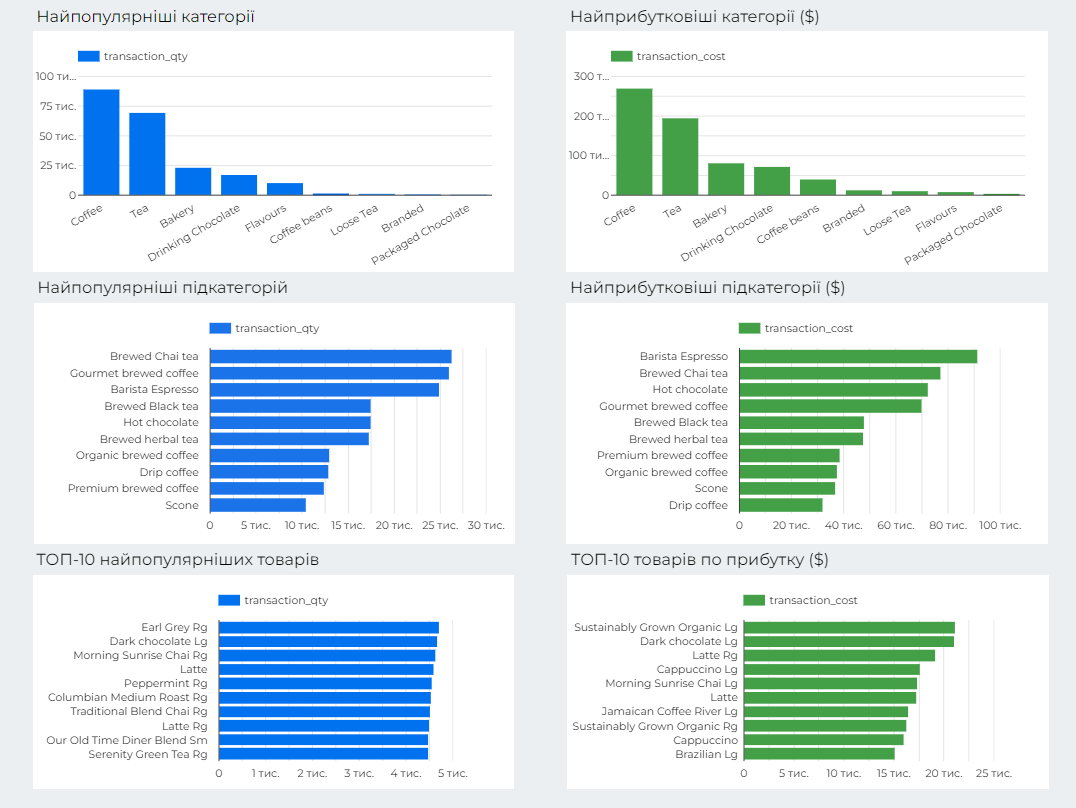 Найпопулярніші категорії
transaction_qty
100 ти...
75 тис.
50 тис.
25 тис.
0
Coffee
Tea
Bakery
Drinking Chocolate
Flavours
Coffee beans
Loose Tea
Branded
Packaged Chocolate
Найприбутковіші категорії ($)
transaction_cost
300 т...
200 т...
100 ти...
0
Coffee
Tea
Bakery
Drinking Chocolate
Coffee beans
Branded
Loose Tea
Flavours
Packaged Chocolate
Найпопулярніші підкатегорій
transaction_qty
Brewed Chai tea
Gourmet brewed coffee
Barista Espresso
Brewed Black tea
Hot chocolate
Brewed herbal tea
Organic brewed coffee
Drip coffee
Premium brewed coffee
Scone
0 5 тис. 10 тис. 15 тис. 20 тис. 25 тис. 30 тис.
Найприбутковіші підкатегорії ($)
transaction_cost
Barista Espresso
Brewed Chai tea
Hot chocolate
Gourmet brewed coffee
Brewed Black tea
Brewed herbal tea
Premium brewed coffee
Organic brewed coffee
Scone
Drip coffee
0 20 тис. 40 тис. 60 тис. 80 тис. 100 тис.
ТОП-10 найпопулярніших товарів
transaction_qty
Earl Grey Rg
Dark chocolate Lg
Morning Sunrise Chai Rg
Latte
Peppermint Rg
Columbian Medium Roast Rg
Traditional Blend Chai Rg
Latte Rg
Our Old Time Diner Blend Sm
Serenity Green Tea Rg
0 1 тис. 2 тис. 3 тис. 4 тис. 5 тис.
ТОП-10 товарів по прибутку ($)
transaction_cost
Sustainably Grown Organic Lg
Dark chocolate Lg
Latte Rg
Cappuccino Lg
Morning Sunrise Chai Lg
Latte
Jamaican Coffee River Lg
Sustainably Grown Organic Rg
Cappuccino
Brazilian Lg
0 5 тис. 10 тис. 15 тис. 20 тис. 25 тис.